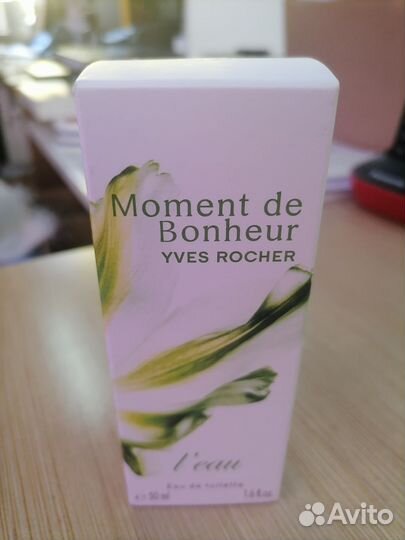 Moment de
Bonheur
YVES ROCHER
l'eau
Eau de toilette
e 50 ml 1.6 fl.oz.
Avito